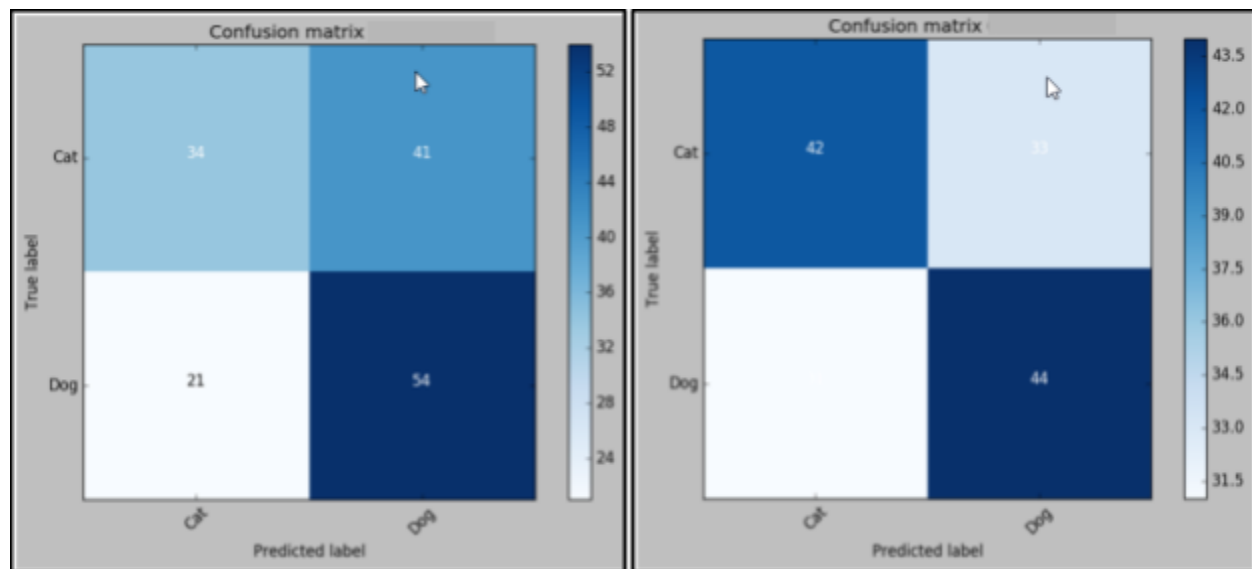 Confusion matrix
Cat
34
41
52
48
44
40
36
32
28
24
True label
Dog
21
54
Cat
Dog
Predicted label
Confusion matrix
Cat
42
33
43.5
42.0
40.5
39.0
37.5
36.0
34.5
33.0
31.5
True label
Dog
44
Cat
Dog
Predicted label